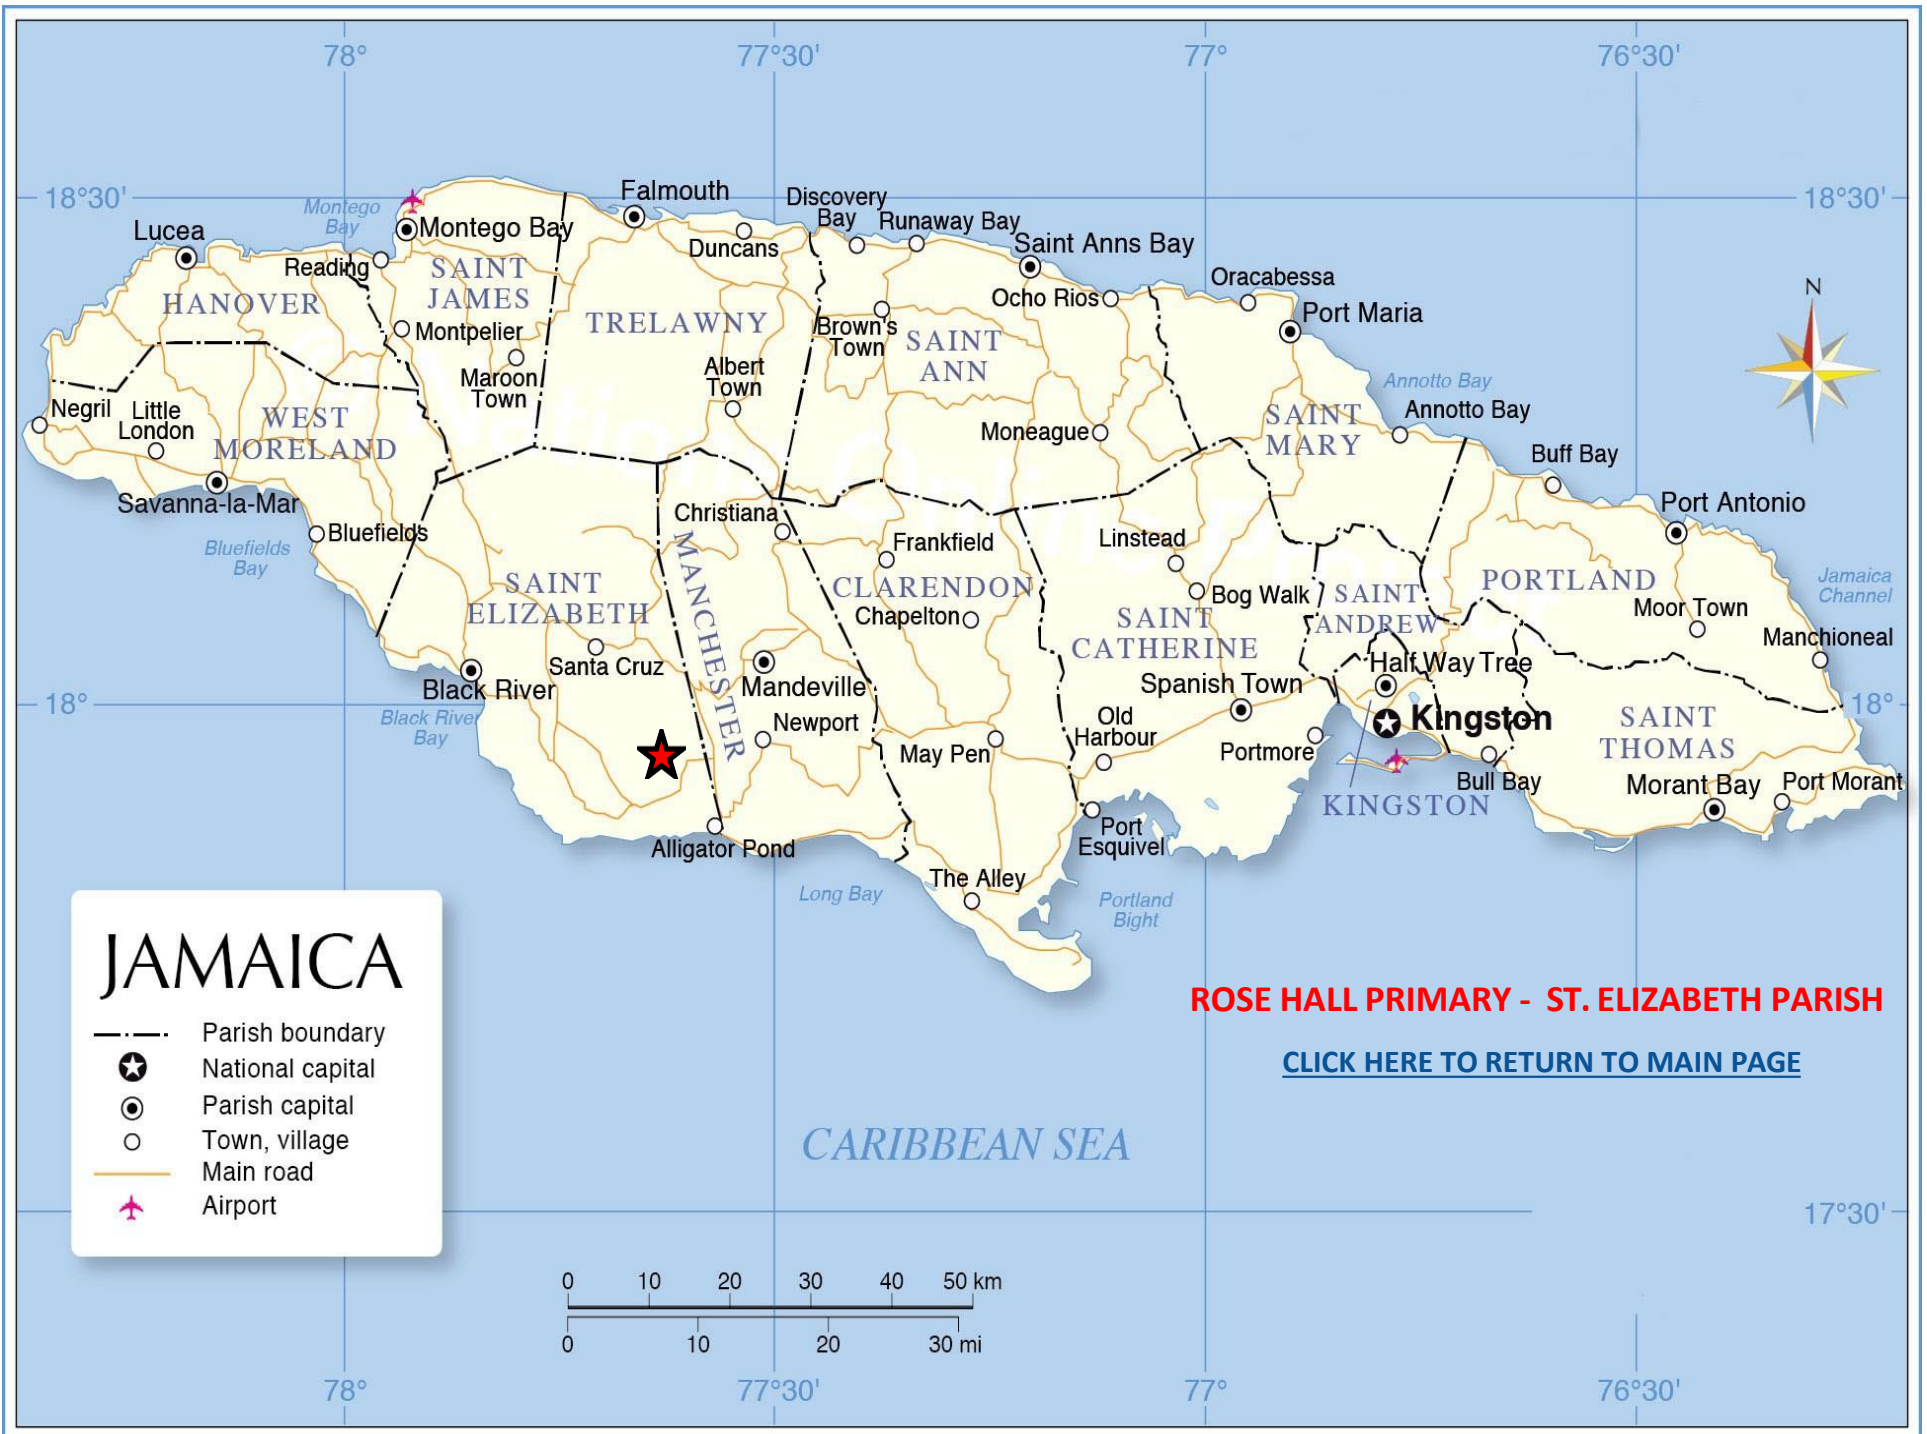 78°
77°30'
77°
76°30'
18°30'
18°30'
Montego
Bay
Lucea
Montego Bay
Falmouth
Discovery
Bay
Runaway Bay
Saint Anns Bay
Duncans
Reading
SAINT
JAMES
HANOVER
Ocho Rios
Oracabessa
Port Maria
N
Montpelier
TRELAWNY
Brown's
Town
SAINT
ANN
Maroon
Town
Albert
Town
Annotto Bay
Annotto Bay
Negril
Little
London
WEST
MORELAND
Moneague
SAINT
MARY
Buff Bay
Savanna-la-Mar
Port Antonio
Christiana
Bluefields
Bluefields
Bay
Frankfield
Linstead
MANCHESTER
SAINT
ELIZABETH
CLARENDON
Chapelton
Bog Walk
SAINT
ANDREW
PORTLAND
Jamaica
Channel
Moor Town
SAINT
CATHERINE
Manchioneal
Santa Cruz
Half Way Tree
Black River
Mandeville
Spanish Town
18°
18°
Black River
Bay
Newport
Old
Harbour
Kingston
SAINT
THOMAS
May Pen
Portmore
Bull Bay
Morant Bay
Port Morant
KINGSTON
Alligator Pond
Port
Esquivel
The Alley
Long Bay
Portland
Bight
JAMAICA
Parish boundary
National capital
Parish capital
Town, village
Main road
Airport
ROSE HALL PRIMARY - ST. ELIZABETH PARISH
CLICK HERE TO RETURN TO MAIN PAGE
CARIBBEAN SEA
17°30'
0 10 20 30 40 50 km
0 10 20 30 mi
78°
77°30'
77°
76°30'